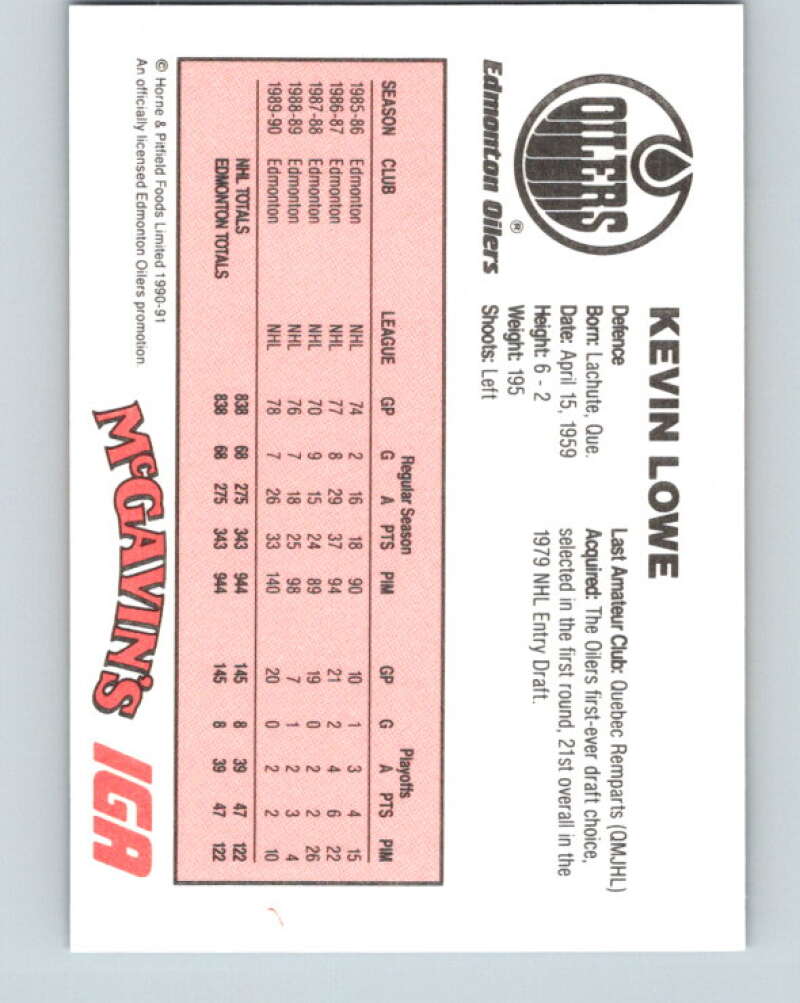 OILERS
®
Edmonton Oilers
KEVIN LOWE
Defence
Born: Lachute, Que.
Date: April 15, 1959
Height: 6 - 2
Weight: 195
Shoots: Left
Last Amateur Club: Quebec Remparts (QMJHL)
Acquired: The Oilers first-ever draft choice,
selected in the first round, 21st overall in the
1979 NHL Entry Draft.
Regular Season Playoffs
SEASON CLUB LEAGUE GP G A PTS PIM GP G A PTS PIM
1985-86 Edmonton NHL 74 2 16 18 90 10 1 3 4 15
1986-87 Edmonton NHL 77 8 29 37 94 21 2 4 6 22
1987-88 Edmonton NHL 70 9 15 24 89 19 0 2 2 26
1988-89 Edmonton NHL 76 7 18 25 98 7 1 2 3 4
1989-90 Edmonton NHL 78 7 26 33 140 20 0 2 2 10
NHL TOTALS 838 68 275 343 944 145 8 39 47 122
EDMONTON TOTALS 838 68 275 343 944 145 8 39 47 122
© Horne & Pitfield Foods Limited 1990-91
An officially licensed Edmonton Oilers promotion.
McGAVIN'S IGA